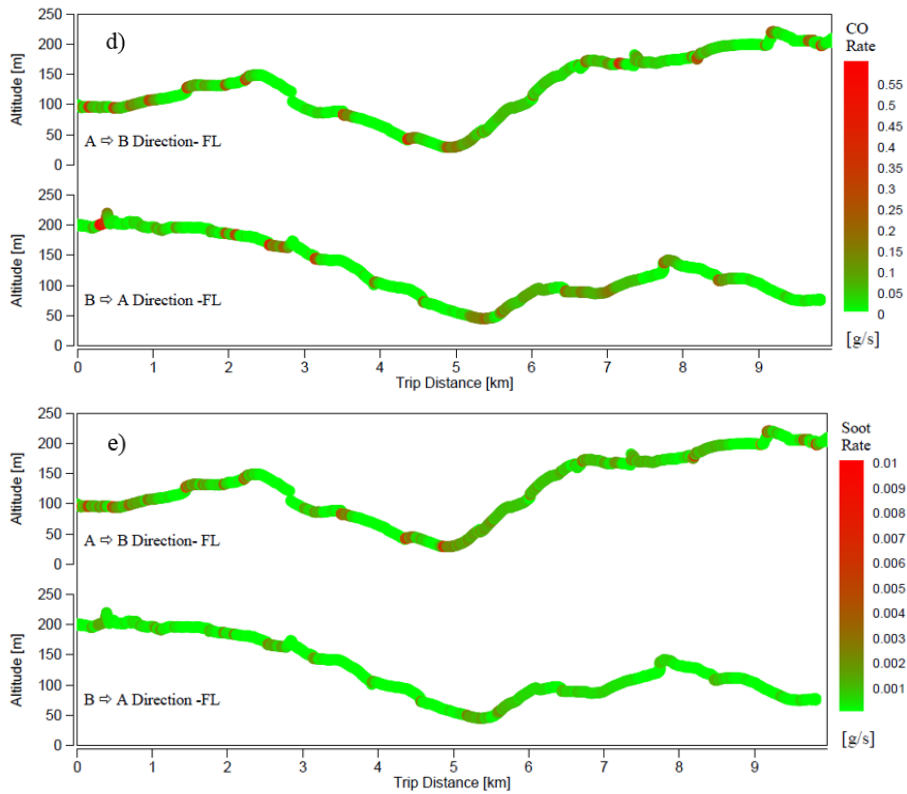 d)
250
200
150
100
50
0
Altitude [m]
A ⇨ B Direction- FL
250
200
150
100
50
0
Altitude [m]
B ⇨ A Direction -FL
0 1 2 3 4 5 6 7 8 9
Trip Distance [km]
CO
Rate
0.55
0.5
0.45
0.4
0.35
0.3
0.25
0.2
0.15
0.1
0.05
0
[g/s]
e)
250
200
150
100
50
0
Altitude [m]
A ⇨ B Direction- FL
250
200
150
100
50
0
Altitude [m]
B ⇨ A Direction -FL
0 1 2 3 4 5 6 7 8 9
Trip Distance [km]
Soot
Rate
0.01
0.009
0.008
0.007
0.006
0.005
0.004
0.003
0.002
0.001
[g/s]